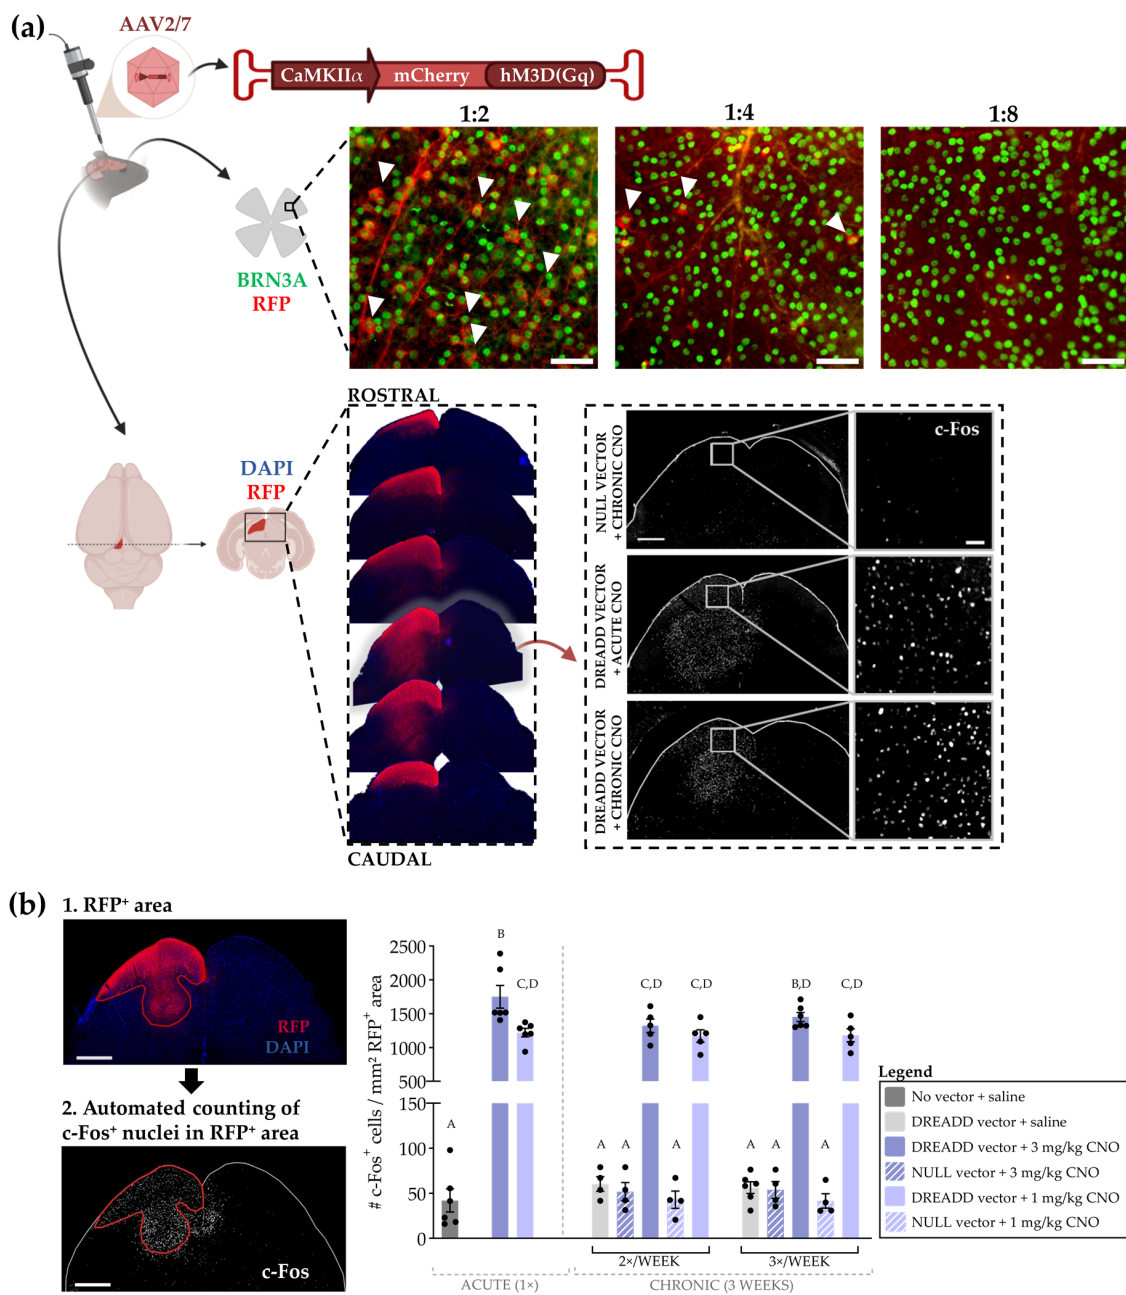 (a)
AAV2/7
CaMKIIα mCherry hM3D(Gq)
1:2 1:4 1:8
BRN3A
RFP
ROSTRAL
DAPI
RFP
CAUDAL
NULL VECTOR
+ CHRONIC CNO
c-Fos
DREADD VECTOR
+ ACUTE CNO
DREADD VECTOR
+ CHRONIC CNO
(b)
1. RFP⁺ area
RFP
DAPI
2. Automated counting of
c-Fos⁺ nuclei in RFP⁺ area
c-Fos
# c-Fos⁺ cells / mm² RFP⁺ area
2500
2000
1500
1000
500
150
100
50
0
A B C,D
A A C,D A C,D
A A B,D A C,D
2×/WEEK 3×/WEEK
ACUTE (1×) CHRONIC (3 WEEKS)
Legend
No vector + saline
DREADD vector + saline
DREADD vector + 3 mg/kg CNO
NULL vector + 3 mg/kg CNO
DREADD vector + 1 mg/kg CNO
NULL vector + 1 mg/kg CNO